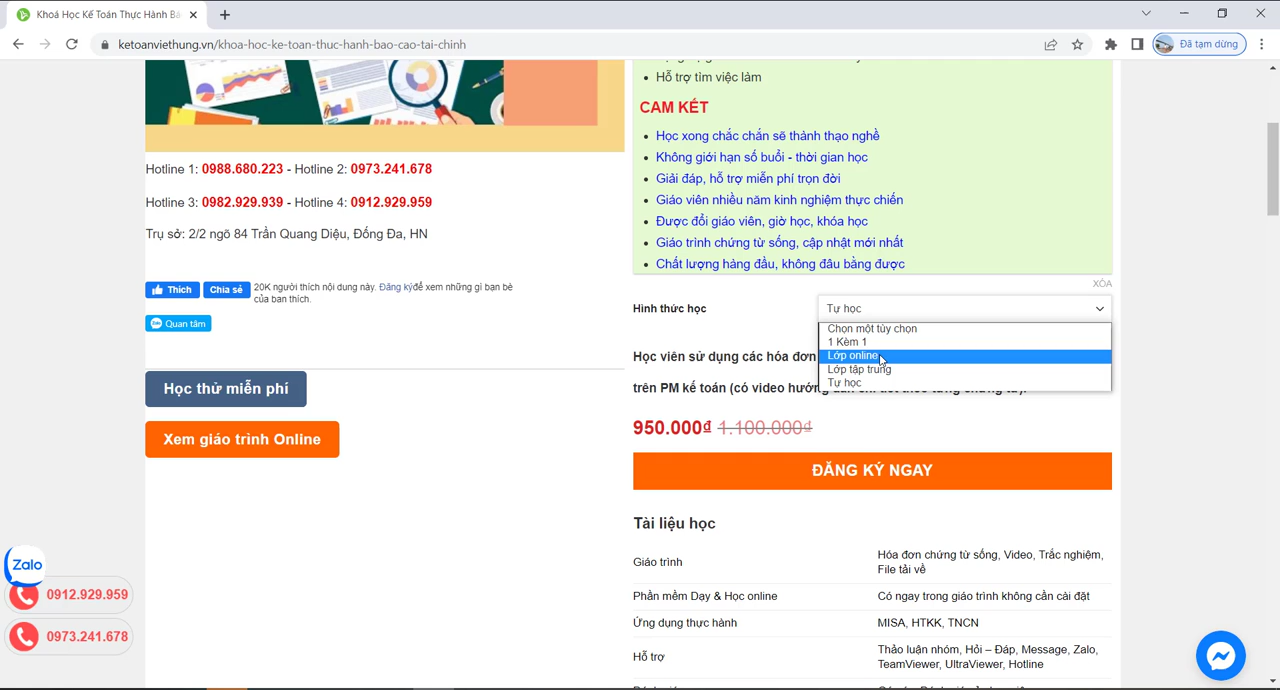 Khoá Học Kế Toán Thực Hành Bá
ketoanviethung.vn/khoa-hoc-ke-toan-thuc-hanh-bao-cao-tai-chinh
Đã tạm dừng
Hỗ trợ tìm việc làm
CAM KẾT
Học xong chắc chắn sẽ thành thạo nghề
Không giới hạn số buổi - thời gian học
Giải đáp, hỗ trợ miễn phí trọn đời
Giáo viên nhiều năm kinh nghiệm thực chiến
Được đổi giáo viên, giờ học, khóa học
Giáo trình chứng từ sống, cập nhật mới nhất
Chất lượng hàng đầu, không đâu bằng được
Hotline 1: 0988.680.223 - Hotline 2: 0973.241.678
Hotline 3: 0982.929.939 - Hotline 4: 0912.929.959
Trụ sở: 2/2 ngõ 84 Trần Quang Diệu, Đống Đa, HN
Thích
Chia sẻ
20K người thích nội dung này. Đăng ký để xem những gì bạn bè
của bạn thích.
Quan tâm
Học thử miễn phí
Xem giáo trình Online
XÓA
Hình thức học
Tự học
Chọn một tùy chọn
1 Kèm 1
Lớp online
Lớp tập trung
Tự học
Học viên sử dụng các hóa đơn
trên PM kế toán (có video hướng
950.000₫ 1.100.000₫
ĐĂNG KÝ NGAY
Tài liệu học
Giáo trình
Hóa đơn chứng từ sống, Video, Trắc nghiệm,
File tải về
Phần mềm Dạy & Học online
Có ngay trong giáo trình không cần cài đặt
Ứng dụng thực hành
MISA, HTKK, TNCN
Hỗ trợ
Thảo luận nhóm, Hỏi – Đáp, Message, Zalo,
TeamViewer, UltraViewer, Hotline
Zalo
0912.929.959
0973.241.678